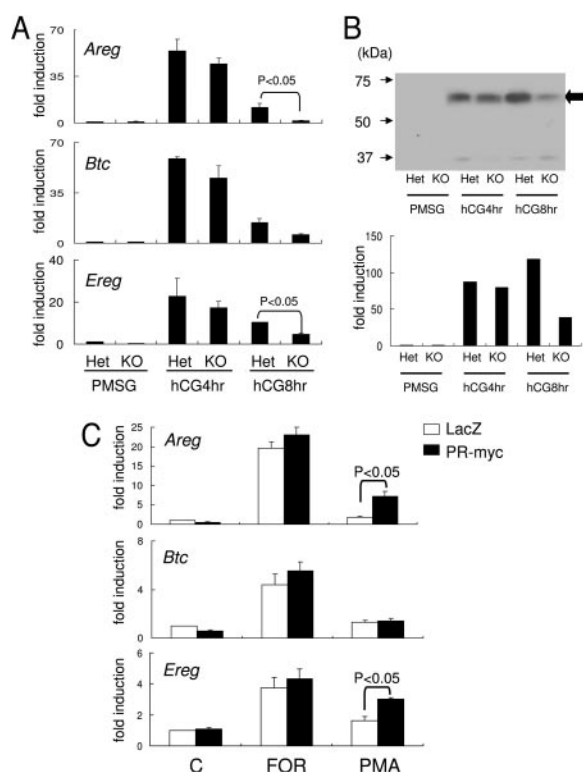 A
Areg
fold induction
70
35
0
P<0.05
Btc
fold induction
70
35
0
Ereg
fold induction
40
20
0
P<0.05
Het KO Het KO Het KO
PMSG hCG4hr hCG8hr
B
(kDa)
75
50
37
Het KO Het KO Het KO
PMSG hCG4hr hCG8hr
fold induction
150
100
50
0
Het KO Het KO Het KO
PMSG hCG4hr hCG8hr
C
LacZ
PR-myc
Areg
fold induction
25
20
15
10
5
0
P<0.05
Btc
fold induction
8
4
0
Ereg
fold induction
6
4
2
0
P<0.05
C FOR PMA